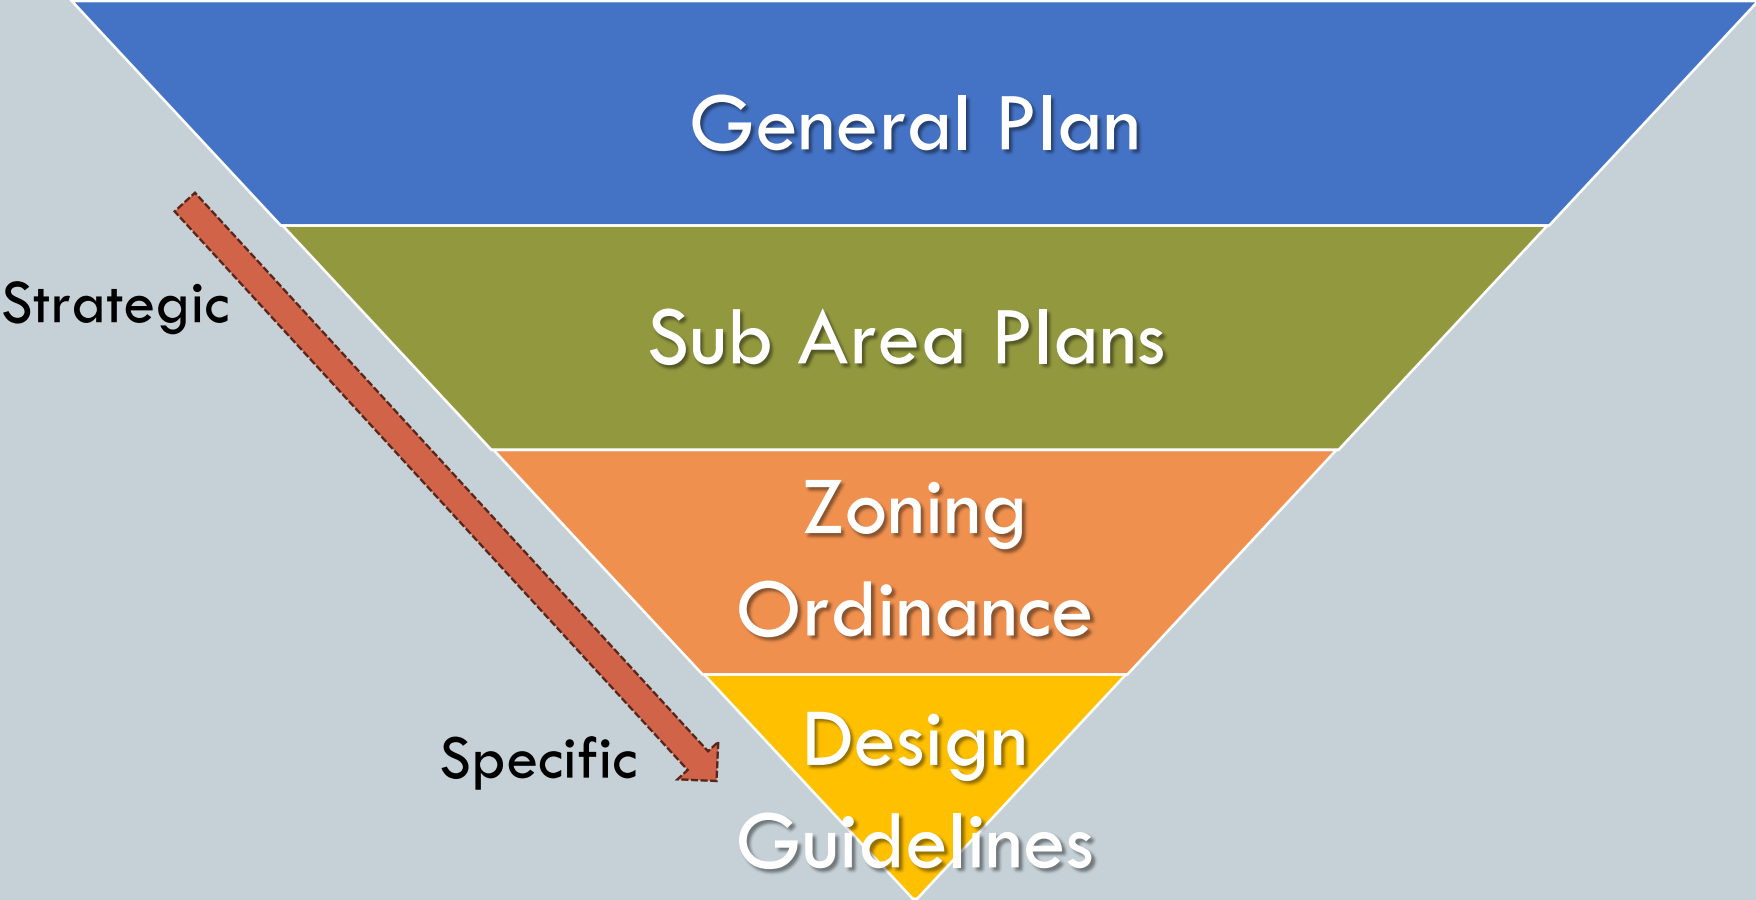 General Plan
Strategic
Sub Area Plans
Zoning
Ordinance
Specific
Design
Guidelines